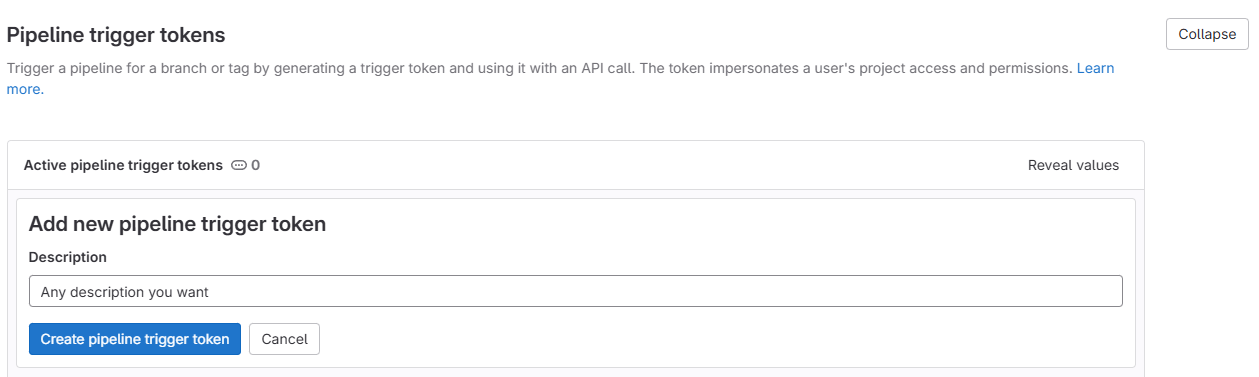 Pipeline trigger tokens
Collapse
Trigger a pipeline for a branch or tag by generating a trigger token and using it with an API call. The token impersonates a user's project access and permissions. Learn
more.
Active pipeline trigger tokens 0
Reveal values
Add new pipeline trigger token
Description
Any description you want
Create pipeline trigger token
Cancel